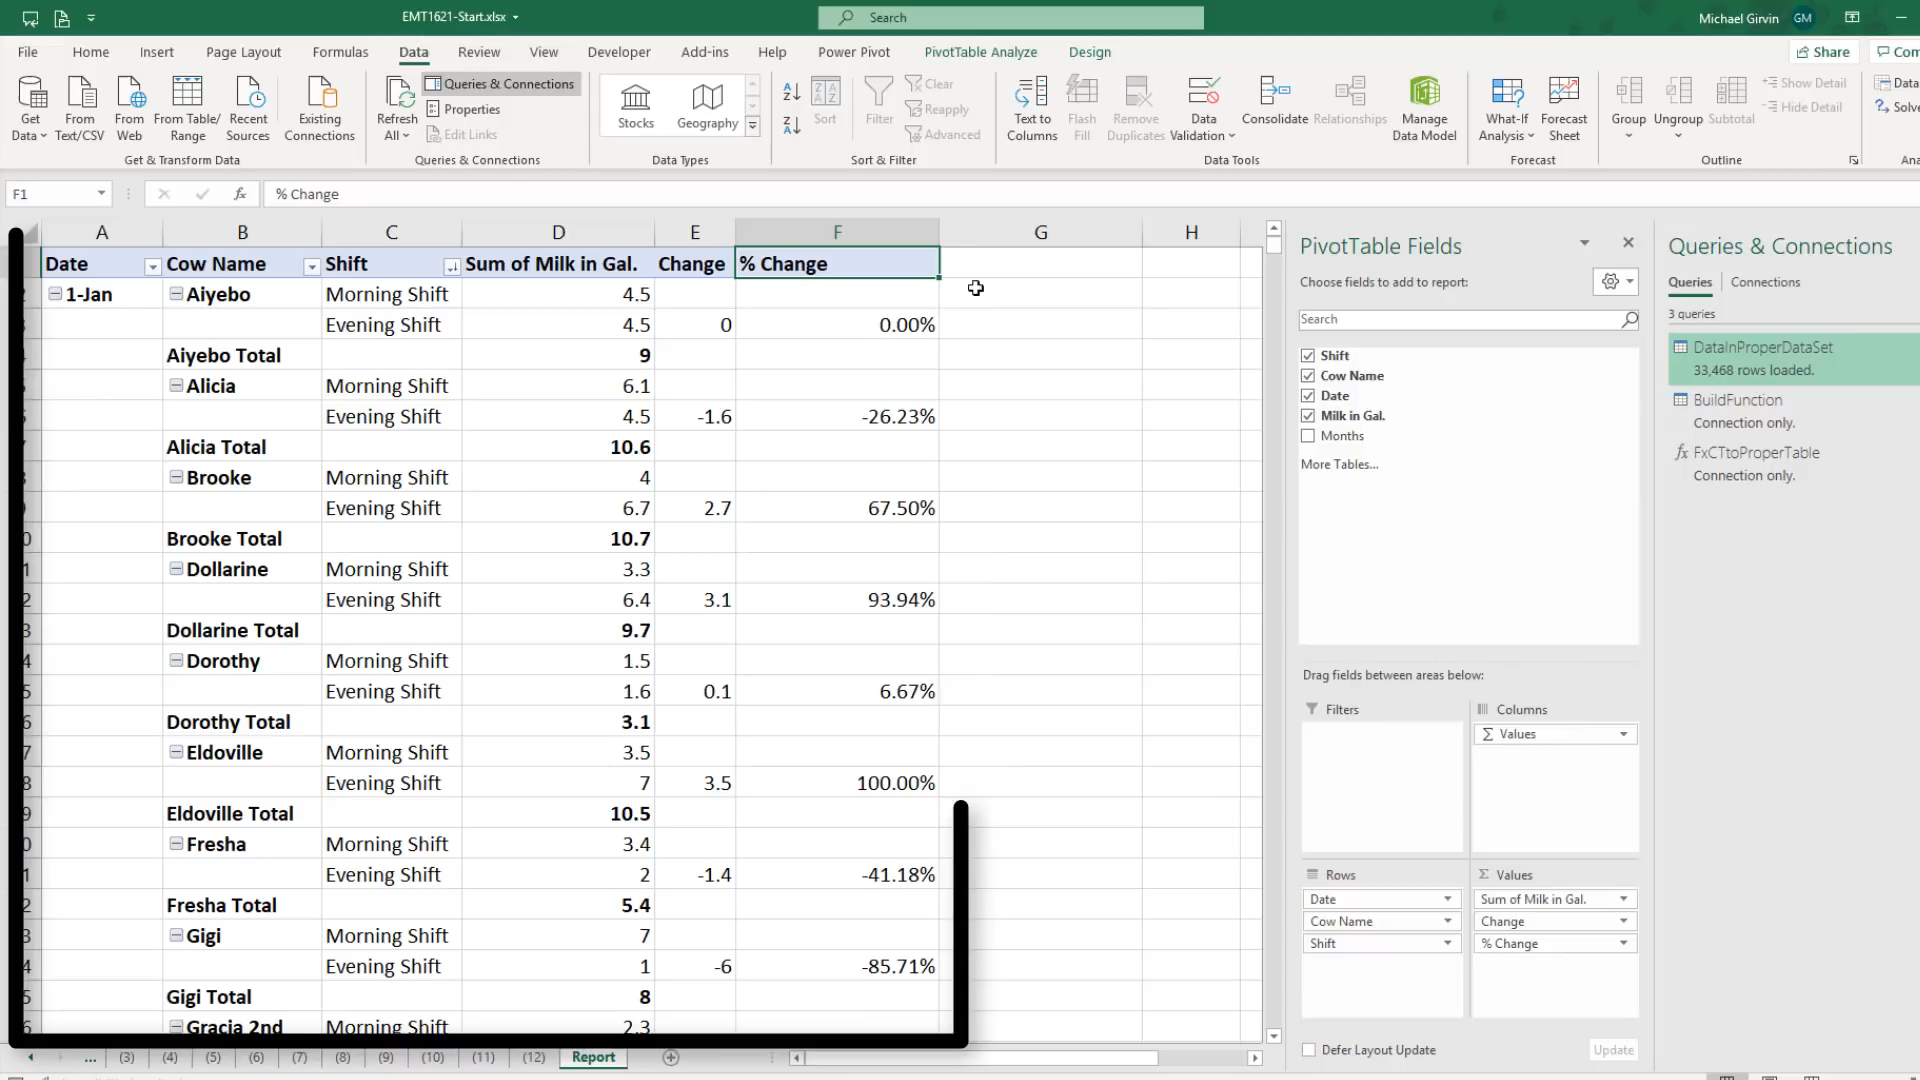 EMT1621-Start.xlsx
Search
Michael Girvin GM
File Home Insert Page Layout Formulas Data Review View Developer Add-ins Help Power Pivot PivotTable Analyze Design Share
Get Data
From Text/CSV
From Web
From Table/ Range
Recent Sources
Existing Connections
Get & Transform Data
Refresh All
Queries & Connections
Properties
Edit Links
Queries & Connections
Stocks
Geography
Data Types
Sort
Filter
Clear
Reapply
Advanced
Sort & Filter
Text to Columns
Flash Fill
Remove Duplicates
Data Validation
Consolidate
Relationships
Manage Data Model
Data Tools
What-If Analysis
Forecast Sheet
Forecast
Group
Ungroup
Subtotal
Show Detail
Hide Detail
Outline
Data
F1 fx % Change
A B C D E F G H
Date Cow Name Shift Sum of Milk in Gal. Change % Change
1-Jan Aiyebo Morning Shift 4.5
Evening Shift 4.5 0 0.00%
Aiyebo Total 9
Alicia Morning Shift 6.1
Evening Shift 4.5 -1.6 -26.23%
Alicia Total 10.6
Brooke Morning Shift 4
Evening Shift 6.7 2.7 67.50%
Brooke Total 10.7
Dollarine Morning Shift 3.3
Evening Shift 6.4 3.1 93.94%
Dollarine Total 9.7
Dorothy Morning Shift 1.5
Evening Shift 1.6 0.1 6.67%
Dorothy Total 3.1
Eldoville Morning Shift 3.5
Evening Shift 7 3.5 100.00%
Eldoville Total 10.5
Fresha Morning Shift 3.4
Evening Shift 2 -1.4 -41.18%
Fresha Total 5.4
Gigi Morning Shift 7
Evening Shift 1 -6 -85.71%
Gigi Total 8
Gracia 2nd Morning Shift 2.3
... (3) (4) (5) (6) (7) (8) (9) (10) (11) (12) Report
PivotTable Fields
Choose fields to add to report:
Search
Shift
Cow Name
Date
Milk in Gal.
Months
More Tables...
Drag fields between areas below:
Filters
Columns
Σ Values
Rows
Date
Cow Name
Shift
Σ Values
Sum of Milk in Gal.
Change
% Change
Defer Layout Update Update
Queries & Connections
Queries Connections
3 queries
DataInProperDataSet
33,468 rows loaded.
BuildFunction
Connection only.
fx FxCTtoProperTable
Connection only.